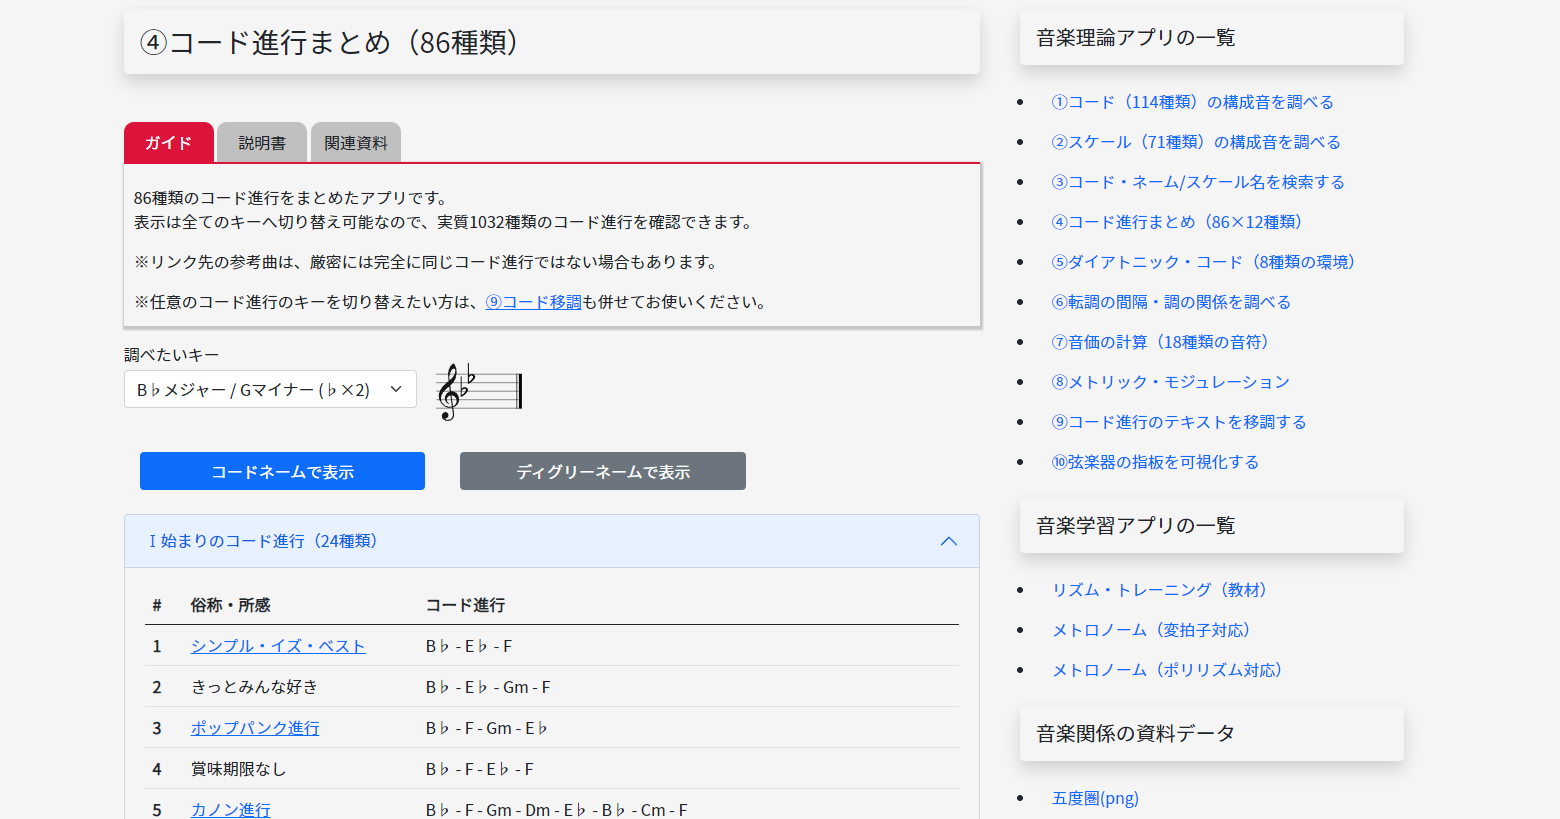 ④コード進行まとめ（86種類）
ガイド
説明書
関連資料
86種類のコード進行をまとめたアプリです。
表示は全てのキーへ切り替え可能なので、実質1032種類のコード進行を確認できます。
※リンク先の参考曲は、厳密には完全に同じコード進行ではない場合もあります。
※任意のコード進行のキーを切り替えたい方は、⑨コード移調も併せてお使いください。
調べたいキー
B♭メジャー / Gマイナー (♭×2)
コードネームで表示
ディグリーネームで表示
Ⅰ始まりのコード進行（24種類）
# 俗称・所感 コード進行
1 シンプル・イズ・ベスト B♭ - E♭ - F
2 きっとみんな好き B♭ - E♭ - Gm - F
3 ポップパンク進行 B♭ - F - Gm - E♭
4 賞味期限なし B♭ - F - E♭ - F
5 カノン進行 B♭ - F - Gm - Dm - E♭ - B♭ - Cm - F
音楽理論アプリの一覧
①コード（114種類）の構成音を調べる
②スケール（71種類）の構成音を調べる
③コード・ネーム/スケール名を検索する
④コード進行まとめ（86×12種類）
⑤ダイアトニック・コード（8種類の環境）
⑥転調の間隔・調の関係を調べる
⑦音価の計算（18種類の音符）
⑧メトリック・モジュレーション
⑨コード進行のテキストを移調する
⑩弦楽器の指板を可視化する
音楽学習アプリの一覧
リズム・トレーニング（教材）
メトロノーム（変拍子対応）
メトロノーム（ポリリズム対応）
音楽関係の資料データ
五度圏(png)